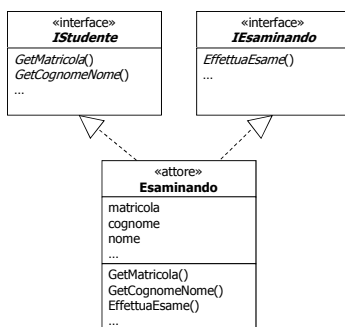 «interface»
IStudente
GetMatricola()
GetCognomeNome()
...
«interface»
IEsaminando
EffettuaEsame()
...
«attore»
Esaminando
matricola
cognome
nome
...
GetMatricola()
GetCognomeNome()
EffettuaEsame()
...